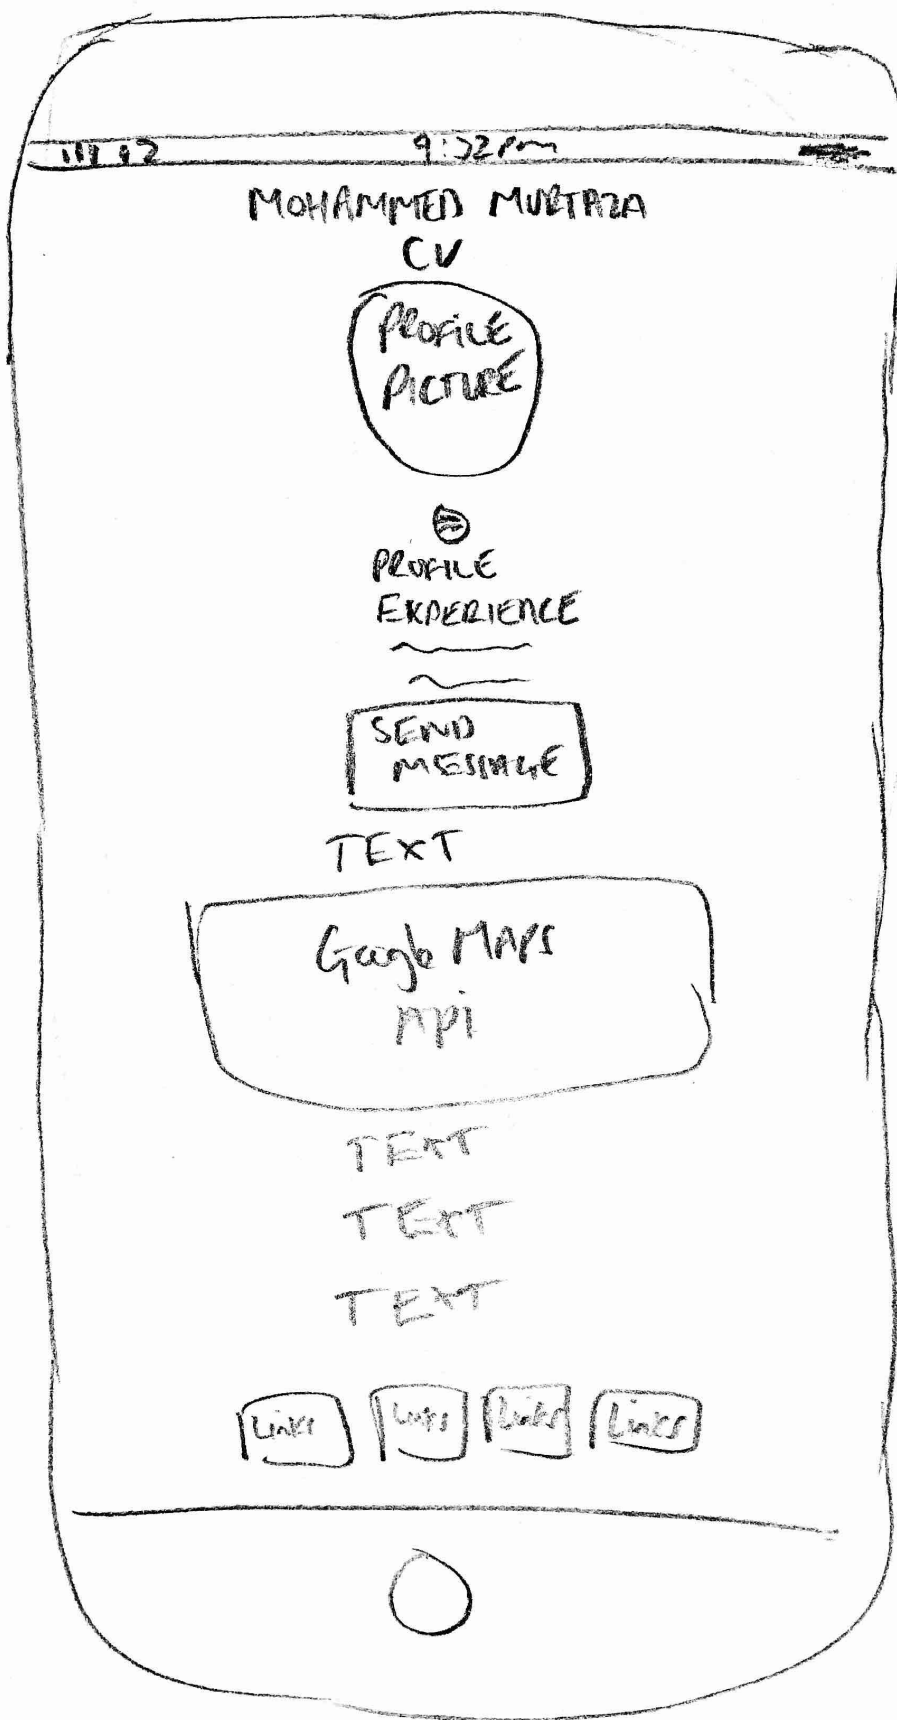 9:22pm
MOHAMMED MURTAZA
CV
PROFILE
PICTURE
PROFILE
EXPERIENCE
SEND
MESSAGE
TEXT
Google MAPS
Api
TEXT
TEXT
TEXT
Links Links Links Links